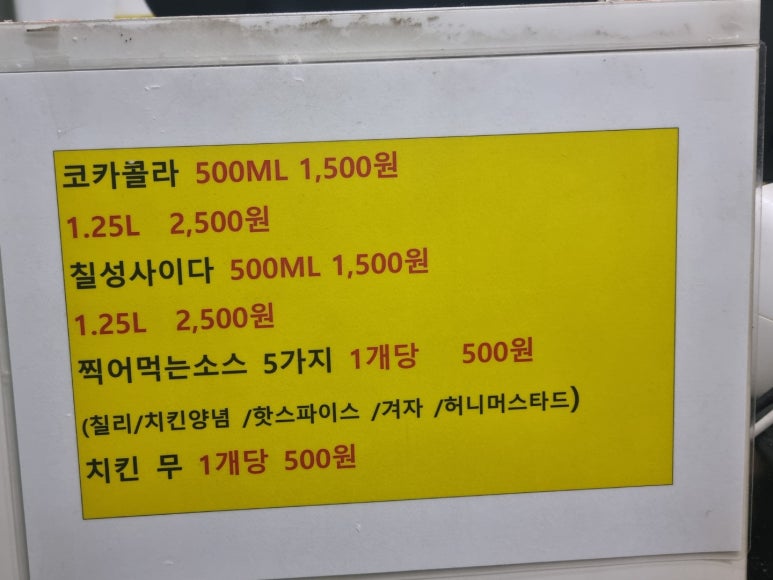 코카콜라 500ML 1,500원
1.25L 2,500원
칠성사이다 500ML 1,500원
1.25L 2,500원
찍어먹는소스 5가지 1개당 500원
(칠리/치킨양념 /핫스파이스 /겨자 /허니머스타드)
치킨 무 1개당 500원